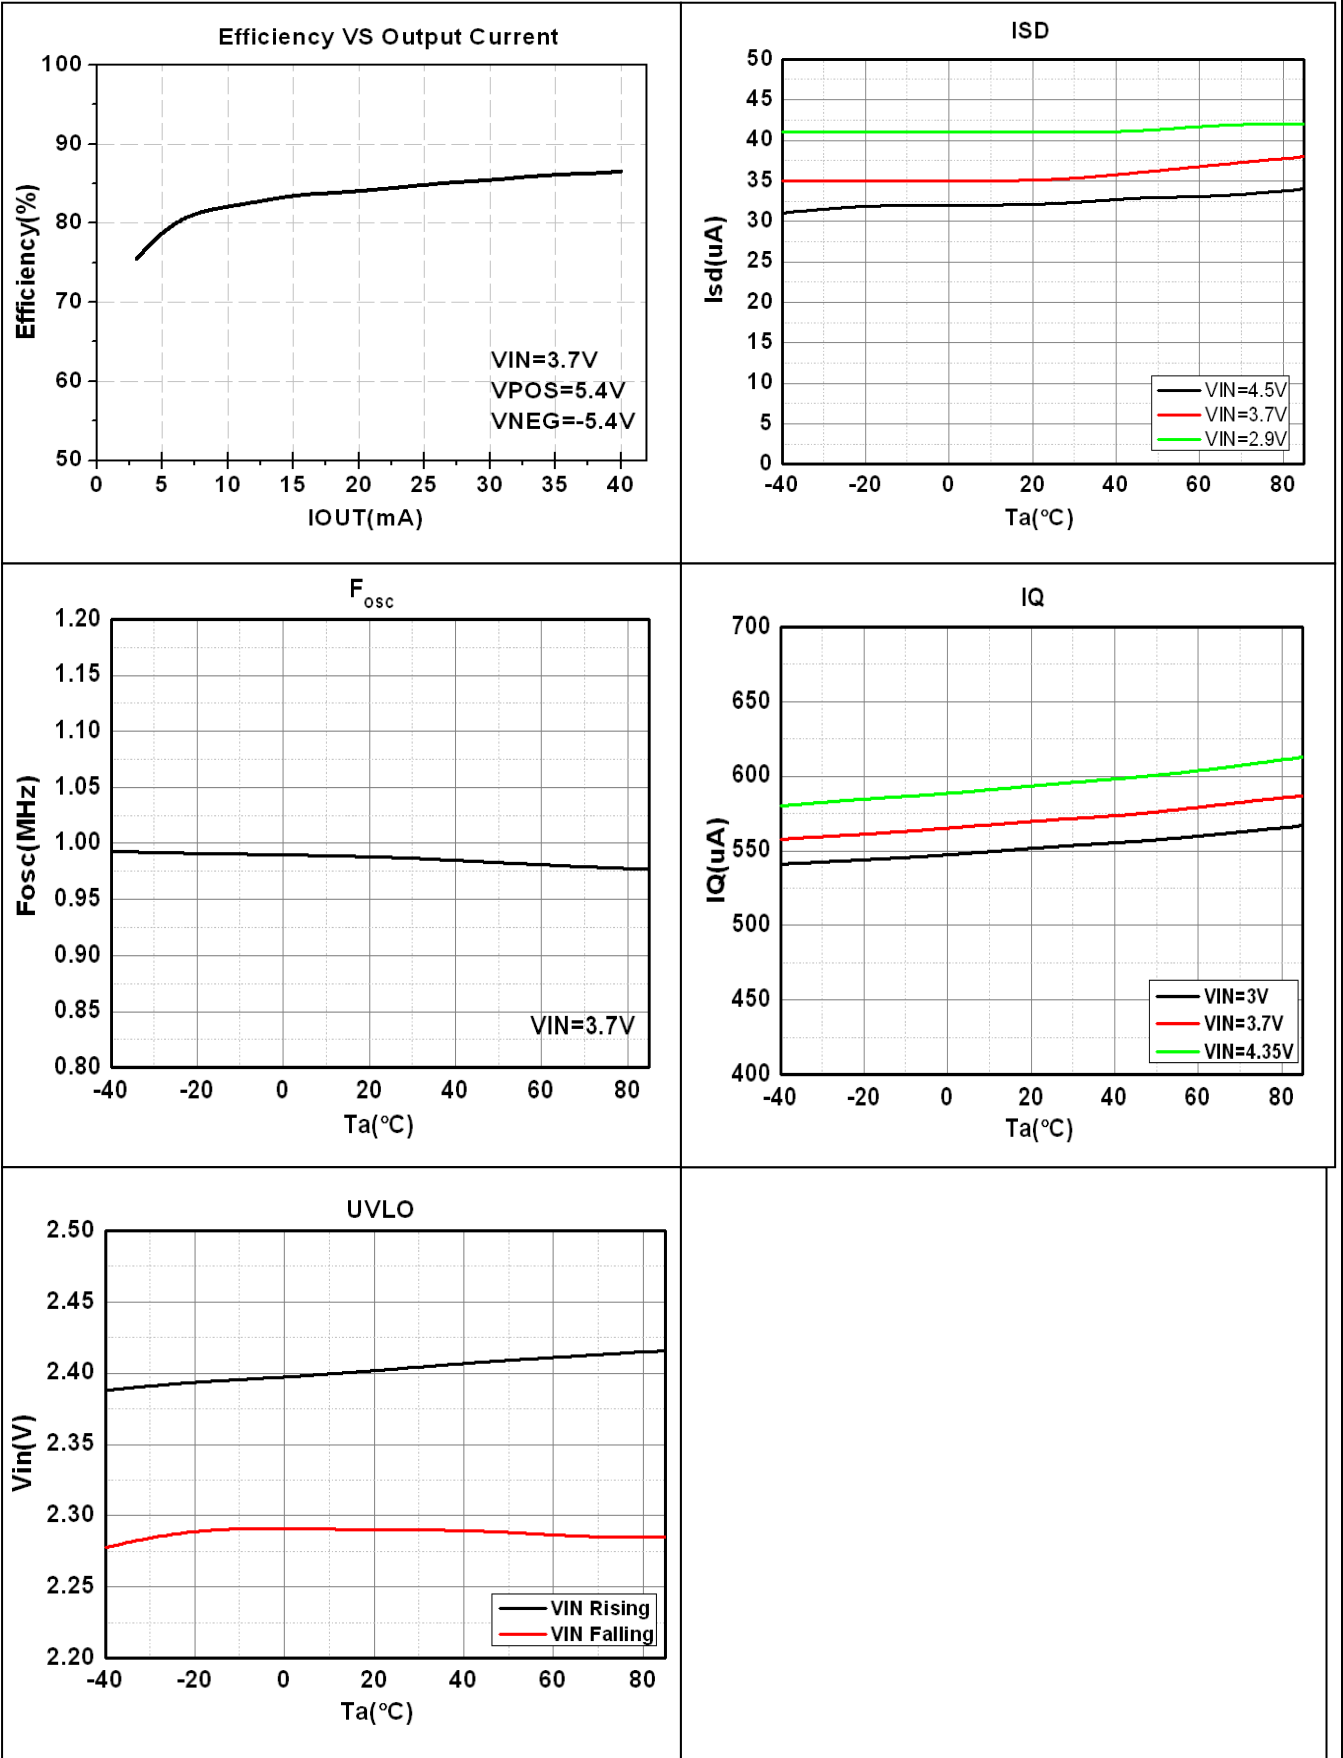 Efficiency VS Output Current
Efficiency(%)
100
90
80
70
60
50
VIN=3.7V
VPOS=5.4V
VNEG=-5.4V
0 5 10 15 20 25 30 35 40
IOUT(mA)
ISD
Isd(uA)
50
45
40
35
30
25
20
15
10
5
0
VIN=4.5V
VIN=3.7V
VIN=2.9V
-40 -20 0 20 40 60 80
Ta(°C)
Fosc
Fosc(MHz)
1.20
1.15
1.10
1.05
1.00
0.95
0.90
0.85
0.80
VIN=3.7V
-40 -20 0 20 40 60 80
Ta(°C)
IQ
IQ(uA)
700
650
600
550
500
450
400
VIN=3V
VIN=3.7V
VIN=4.35V
-40 -20 0 20 40 60 80
Ta(°C)
UVLO
Vin(V)
2.50
2.45
2.40
2.35
2.30
2.25
2.20
VIN Rising
VIN Falling
-40 -20 0 20 40 60 80
Ta(°C)